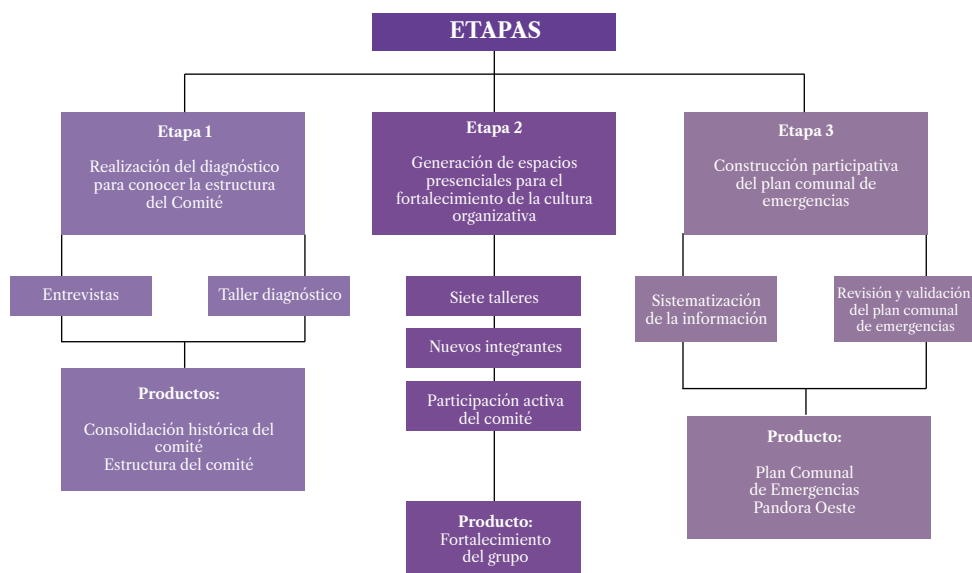 ETAPAS
Etapa 1
Realización del diagnóstico
para conocer la estructura
del Comité
Entrevistas
Taller diagnóstico
Productos:
Consolidación histórica del
comité
Estructura del comité
Etapa 2
Generación de espacios
presenciales para el
fortalecimiento de la cultura
organizativa
Siete talleres
Nuevos integrantes
Participación activa
del comité
Producto:
Fortalecimiento
del grupo
Etapa 3
Construcción participativa
del plan comunal de
emergencias
Sistematización
de la información
Revisión y validación
del plan comunal
de emergencias
Producto:
Plan Comunal
de Emergencias
Pandora Oeste